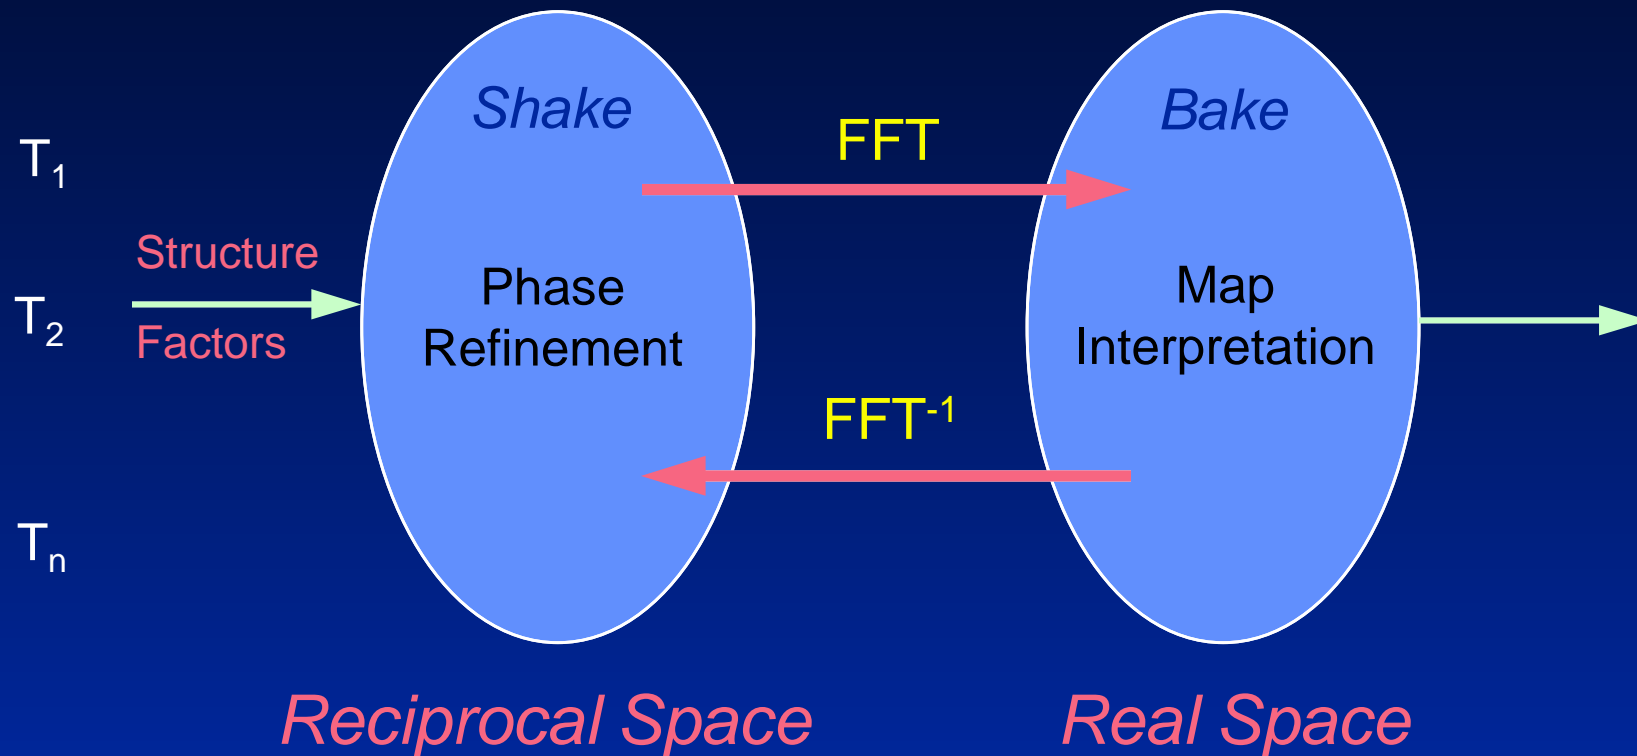 Shake
Bake
FFT
T₁
Structure
Phase
Refinement
Map
Interpretation
T₂
Factors
FFT⁻¹
Tₙ
Reciprocal Space
Real Space